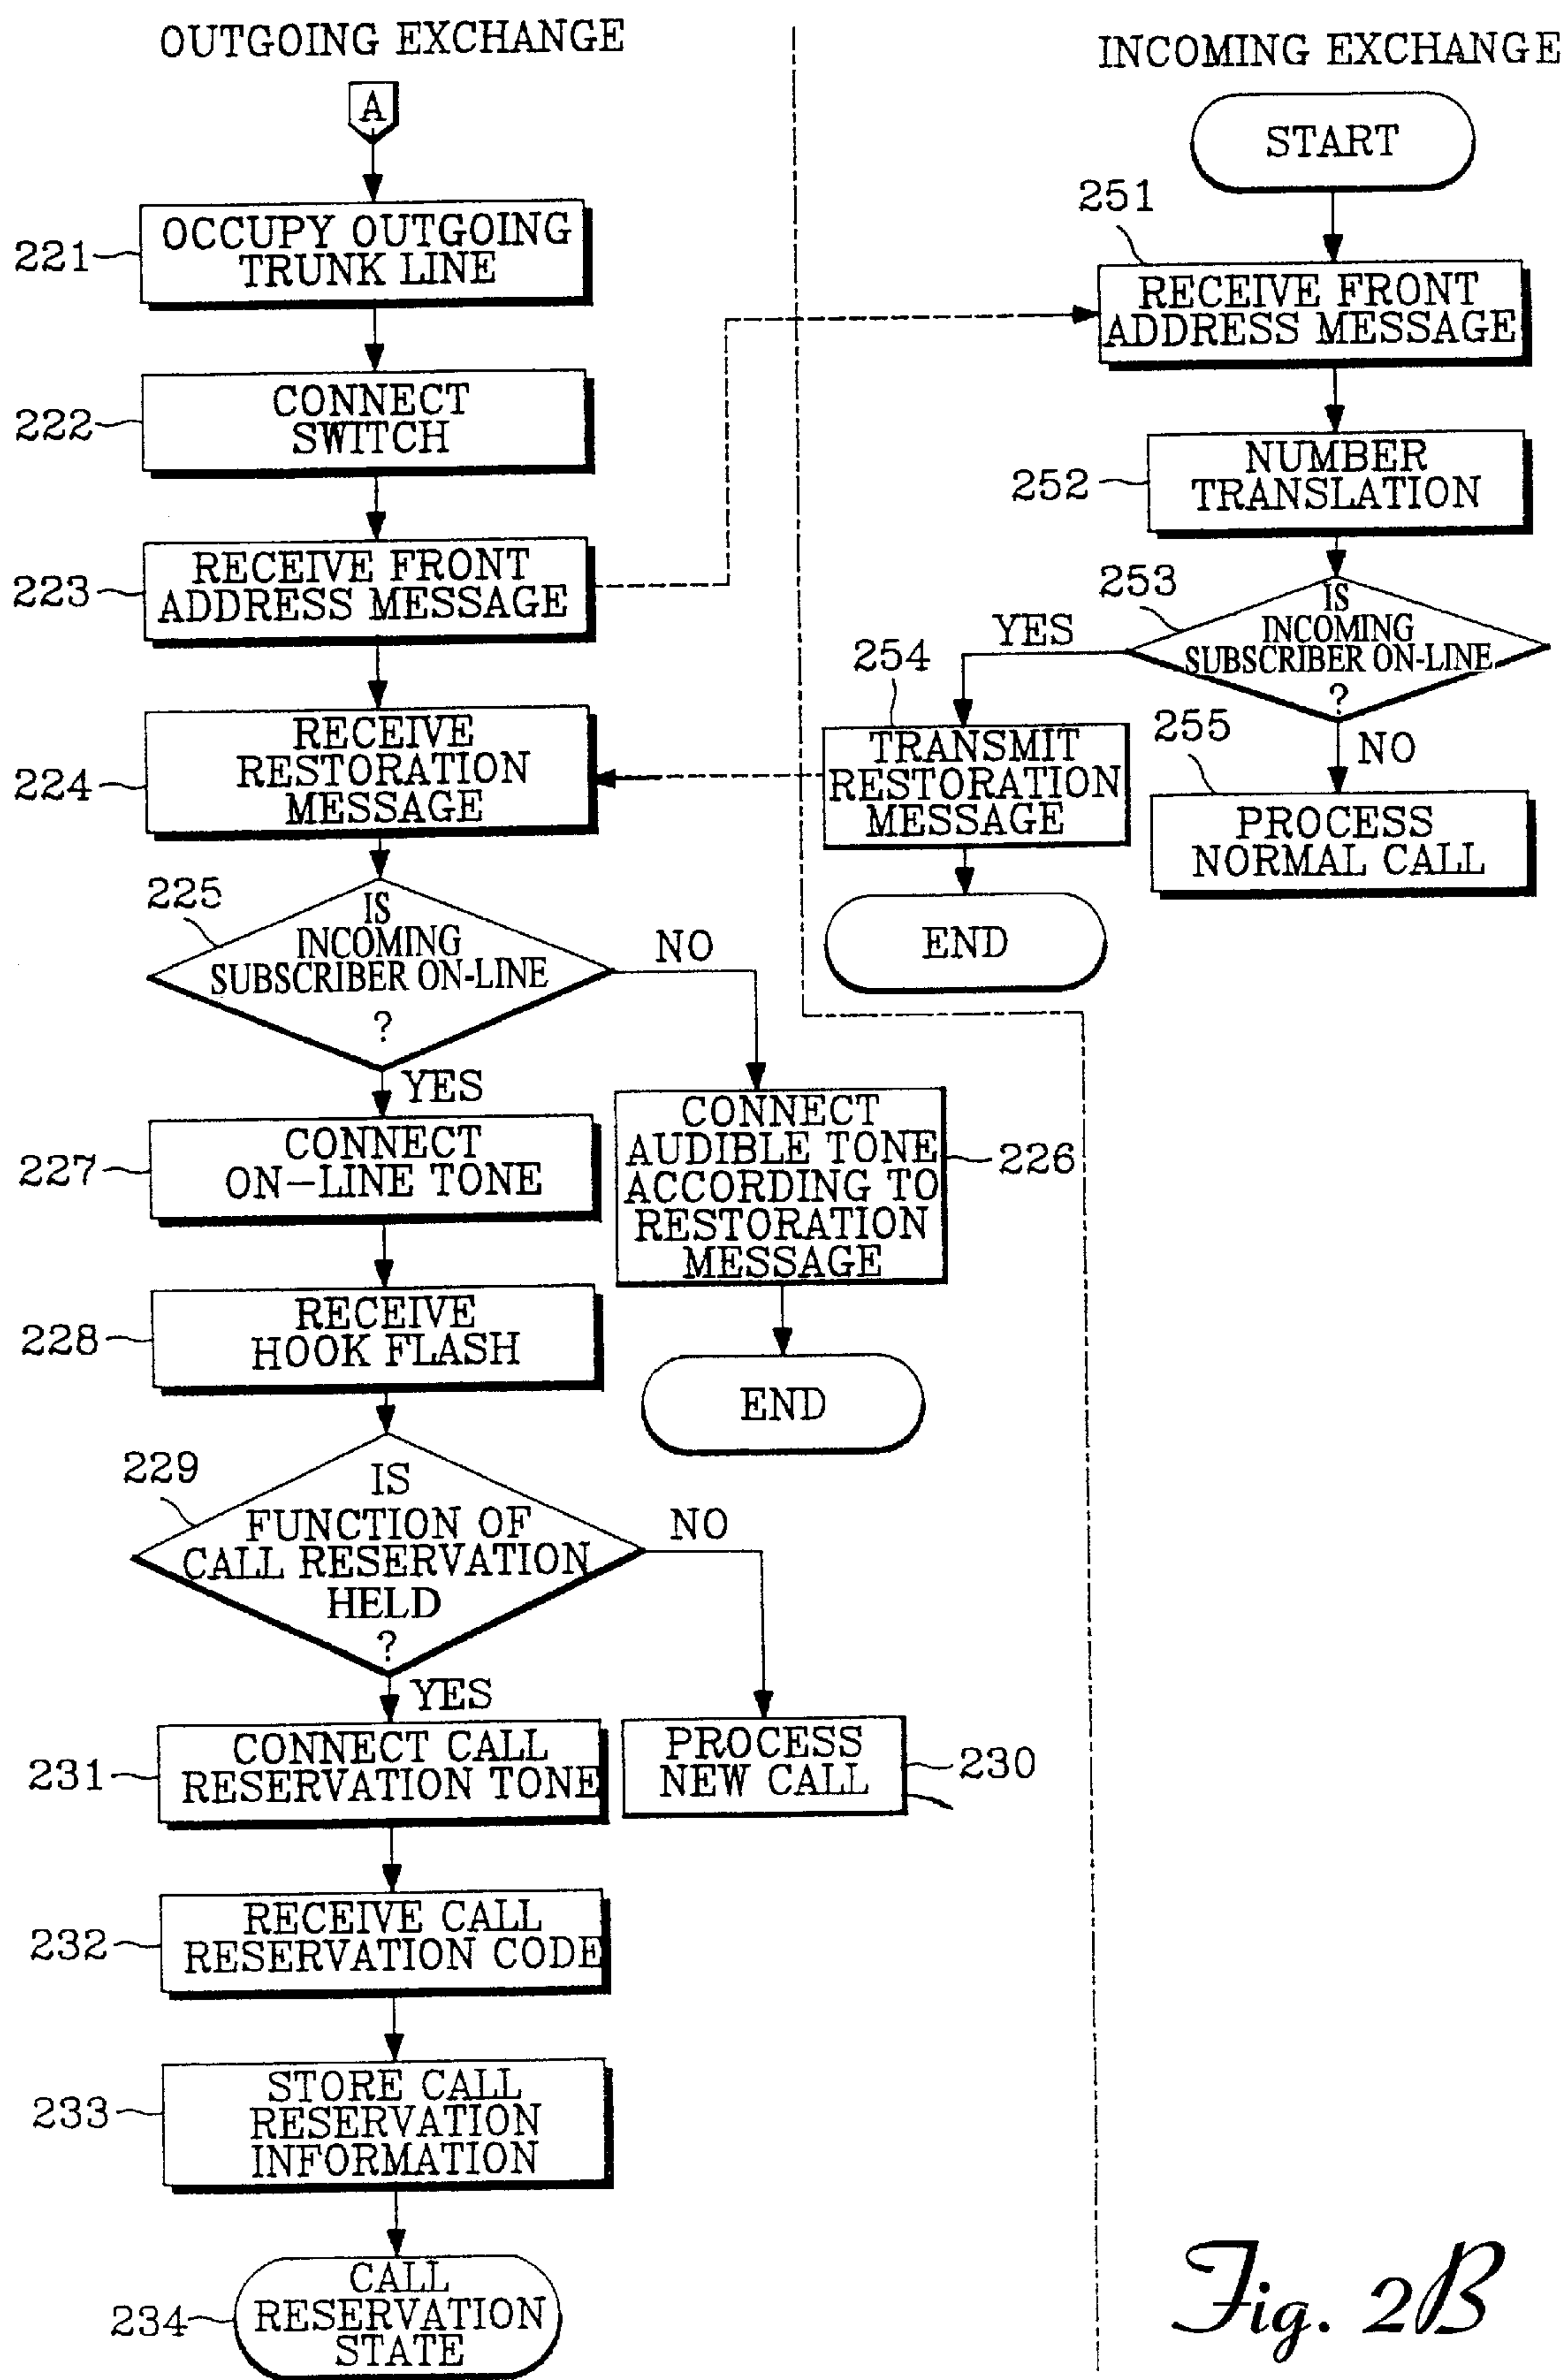 OUTGOING EXCHANGE
A
221
OCCUPY OUTGOING
TRUNK LINE
222
CONNECT
SWITCH
223
RECEIVE FRONT
ADDRESS MESSAGE
224
RECEIVE
RESTORATION
MESSAGE
225
IS
INCOMING
SUBSCRIBER ON-LINE
?
NO
YES
CONNECT
AUDIBLE TONE
ACCORDING TO
RESTORATION
MESSAGE
226
END
227
CONNECT
ON-LINE TONE
228
RECEIVE
HOOK FLASH
229
IS
FUNCTION OF
CALL RESERVATION
HELD
?
NO
YES
PROCESS
NEW CALL
230
231
CONNECT CALL
RESERVATION TONE
232
RECEIVE CALL
RESERVATION CODE
233
STORE CALL
RESERVATION
INFORMATION
234
CALL
RESERVATION
STATE
INCOMING EXCHANGE
START
251
RECEIVE FRONT
ADDRESS MESSAGE
252
NUMBER
TRANSLATION
253
IS
INCOMING
SUBSCRIBER ON-LINE
?
YES
NO
254
TRANSMIT
RESTORATION
MESSAGE
END
255
PROCESS
NORMAL CALL
Fig. 2B